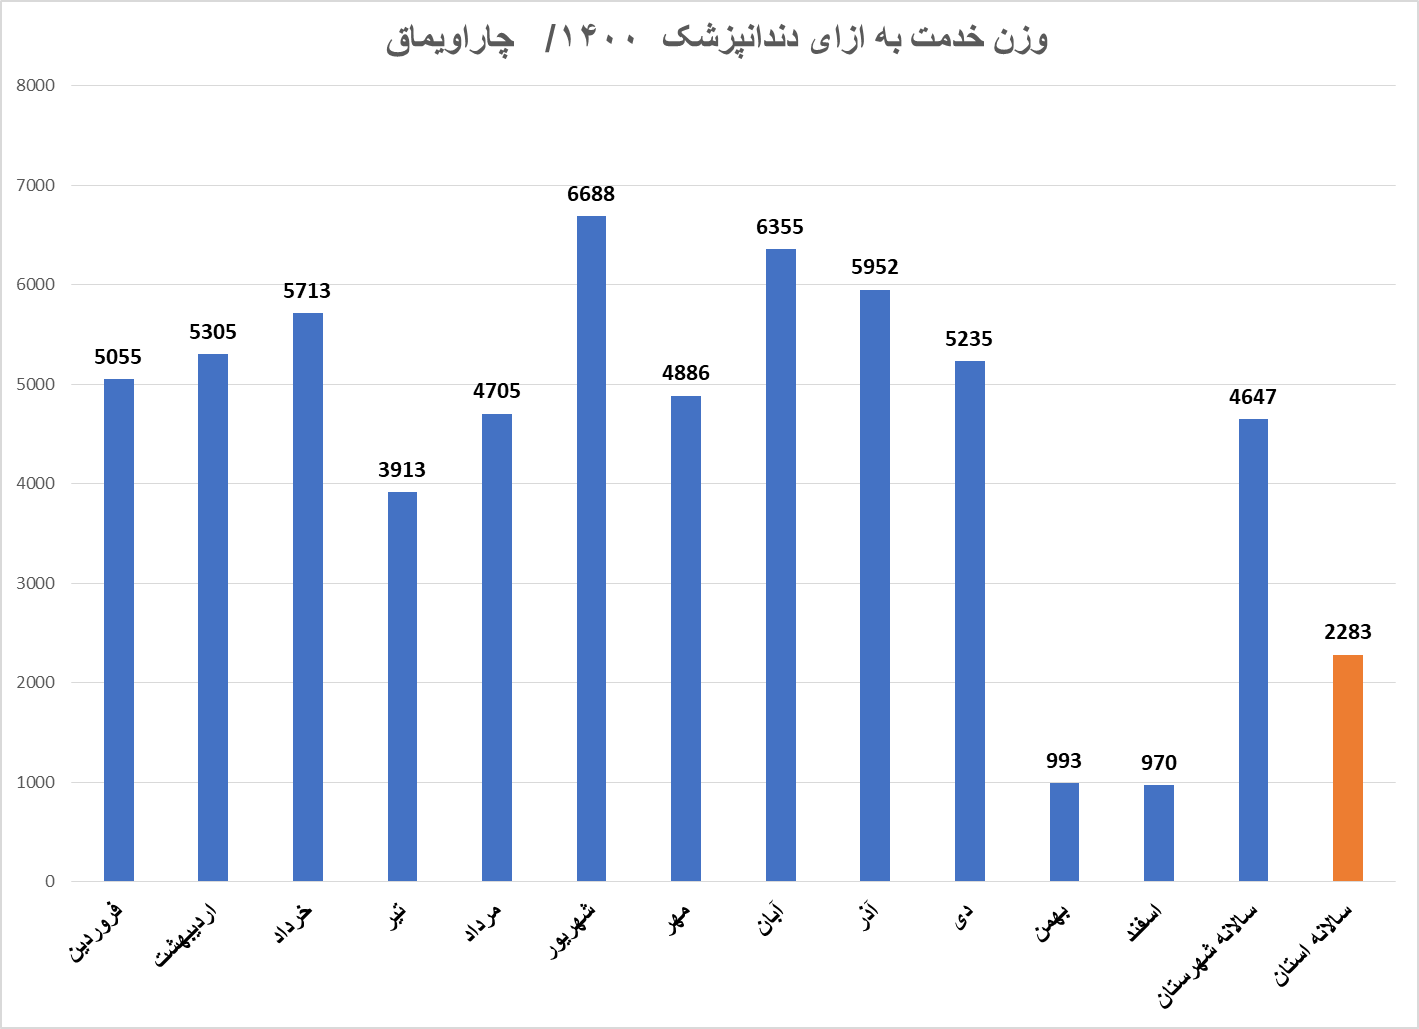 وزن خدمت به ازای دندانپزشک ۱۴۰۰/ چاراویماق
8000
7000
6000
5000
4000
3000
2000
1000
0
5055
5305
5713
3913
4705
6688
4886
6355
5952
5235
993
970
4647
2283
فروردین
اردیبهشت
خرداد
تیر
مرداد
شهریور
مهر
آبان
آذر
دی
بهمن
اسفند
سالانه شهرستان
سالانه استان